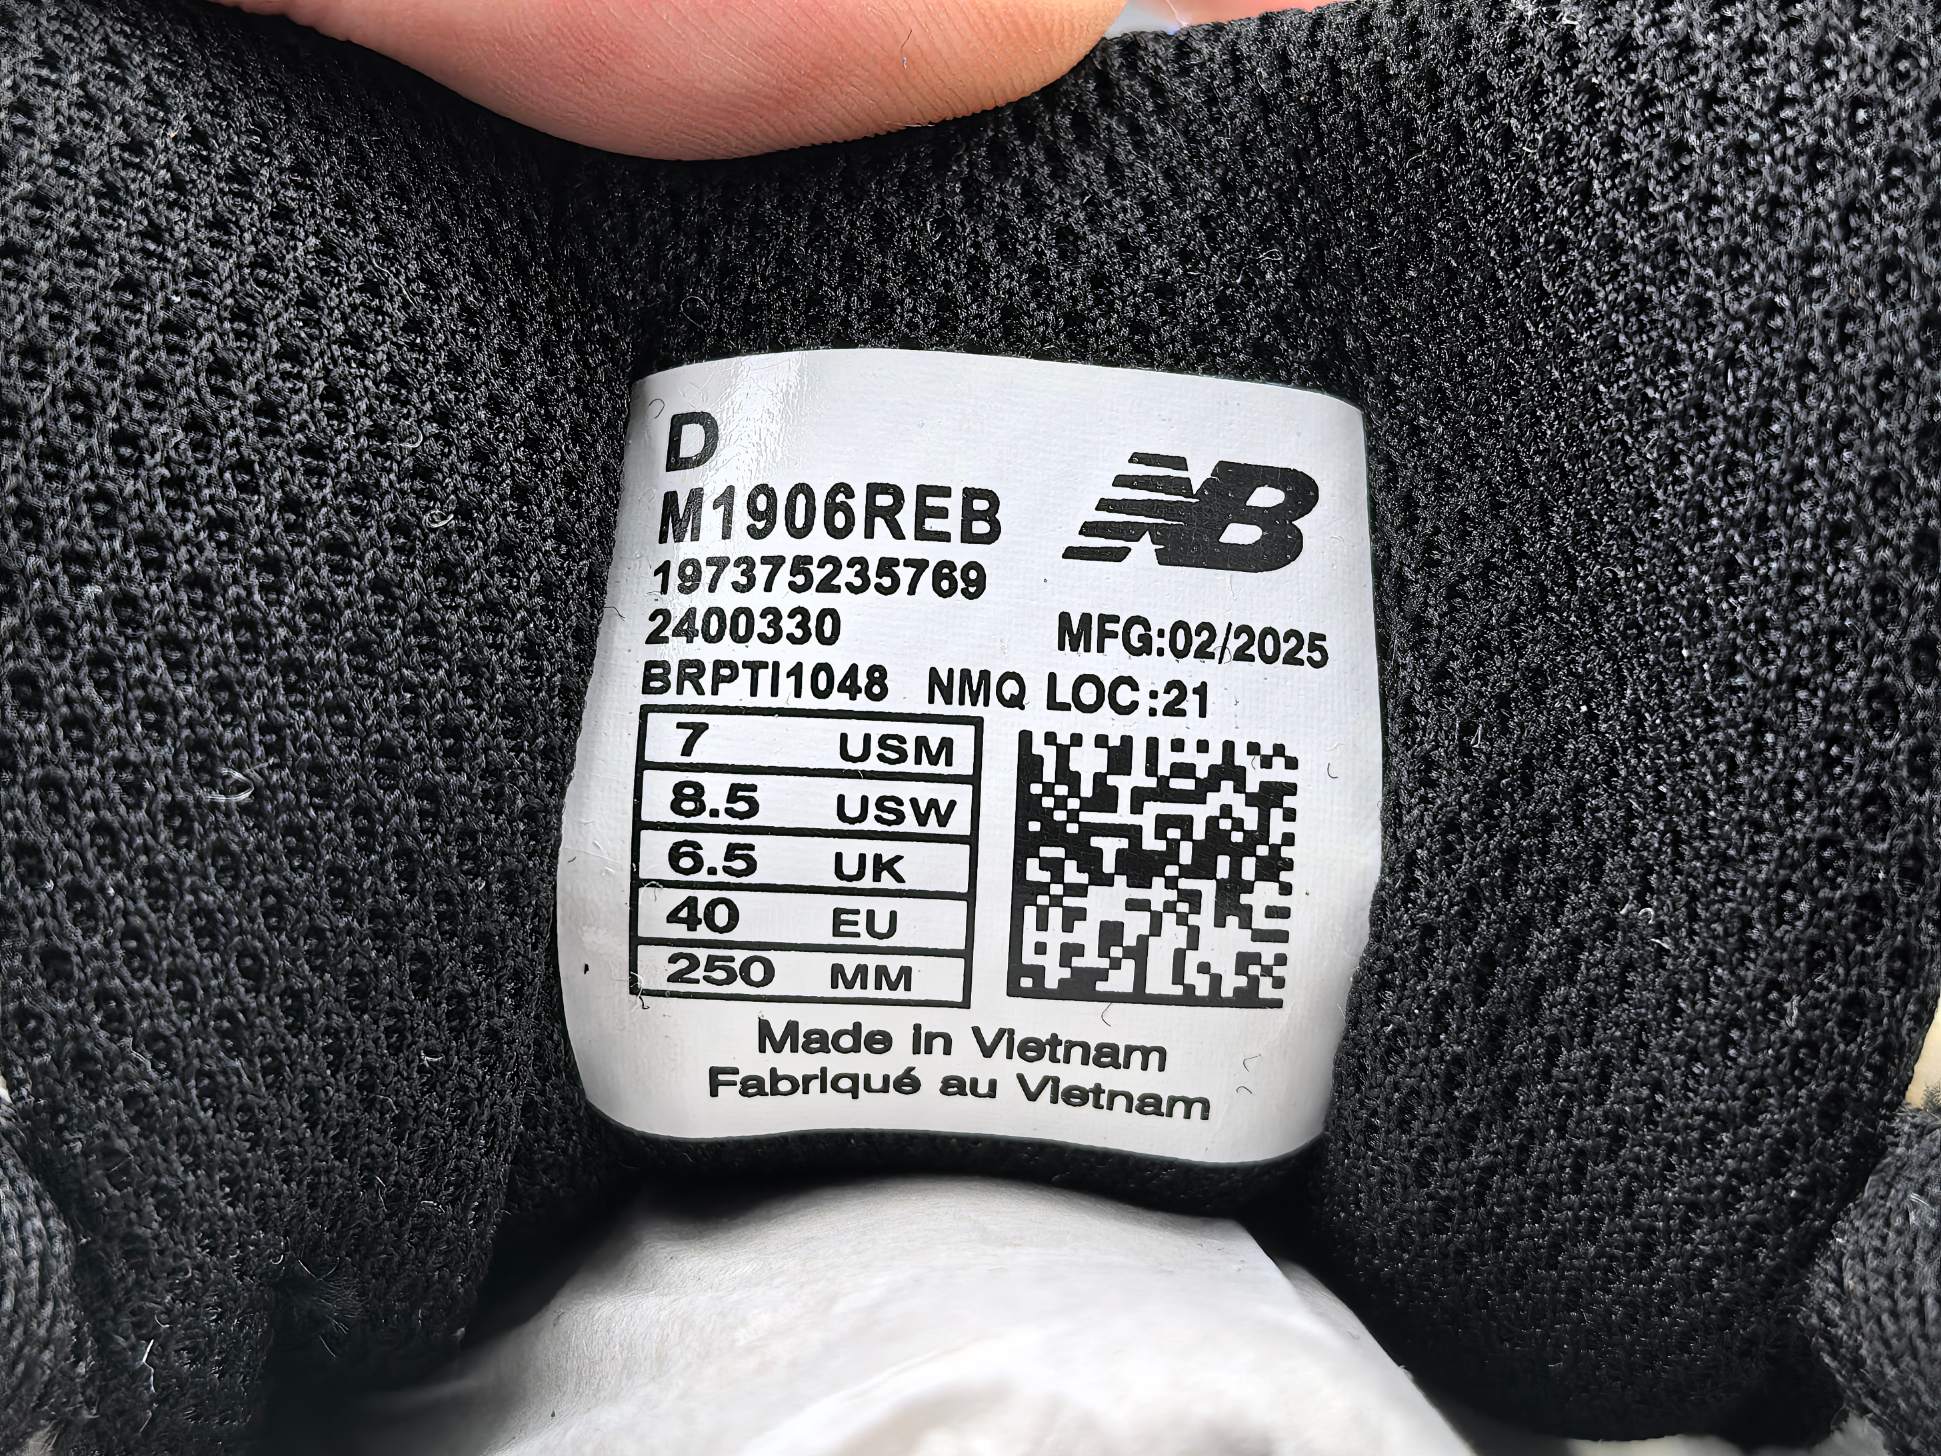 D
M1906REB
NB
197375235769
2400330
MFG:02/2025
BRPTI1048 NMQ LOC:21
7 USM
8.5 USW
6.5 UK
40 EU
250 MM
Made in Vietnam
Fabriqué au Vietnam